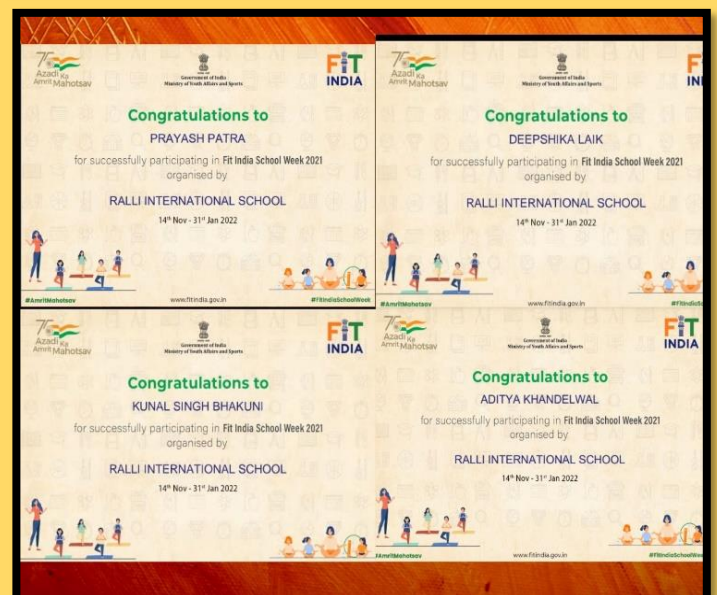 75
Azadi Ka
Amrit Mahotsav
Government of India
Ministry of Youth Affairs and Sports
FIT
INDIA
Congratulations to
PRAYASH PATRA
for successfully participating in Fit India School Week 2021
organised by
RALLI INTERNATIONAL SCHOOL
14th Nov - 31st Jan 2022
#AmritMahotsav
www.fitindia.gov.in
#FitIndiaSchoolWeek
75
Azadi Ka
Amrit Mahotsav
Government of India
Ministry of Youth Affairs and Sports
F
IN
Congratulations to
DEEPSHIKA LAIK
for successfully participating in Fit India School Week 2021
organised by
RALLI INTERNATIONAL SCHOOL
14th Nov - 31st Jan 2022
#AmritMahotsav
www.fitindia.gov.in
#FitIndiaSc
75
Azadi Ka
Amrit Mahotsav
Government of India
Ministry of Youth Affairs and Sports
FIT
INDIA
Congratulations to
KUNAL SINGH BHAKUNI
for successfully participating in Fit India School Week 2021
organised by
RALLI INTERNATIONAL SCHOOL
14th Nov - 31st Jan 2022
75
Azadi Ka
Amrit Mahotsav
Government of India
Ministry of Youth Affairs and Sports
FIT
INDIA
Congratulations to
ADITYA KHANDELWAL
for successfully participating in Fit India School Week 2021
organised by
RALLI INTERNATIONAL SCHOOL
14th Nov - 31st Jan 2022
#AmritMahotsav
www.fitindia.gov.in
#FitIndiaSchoolWee